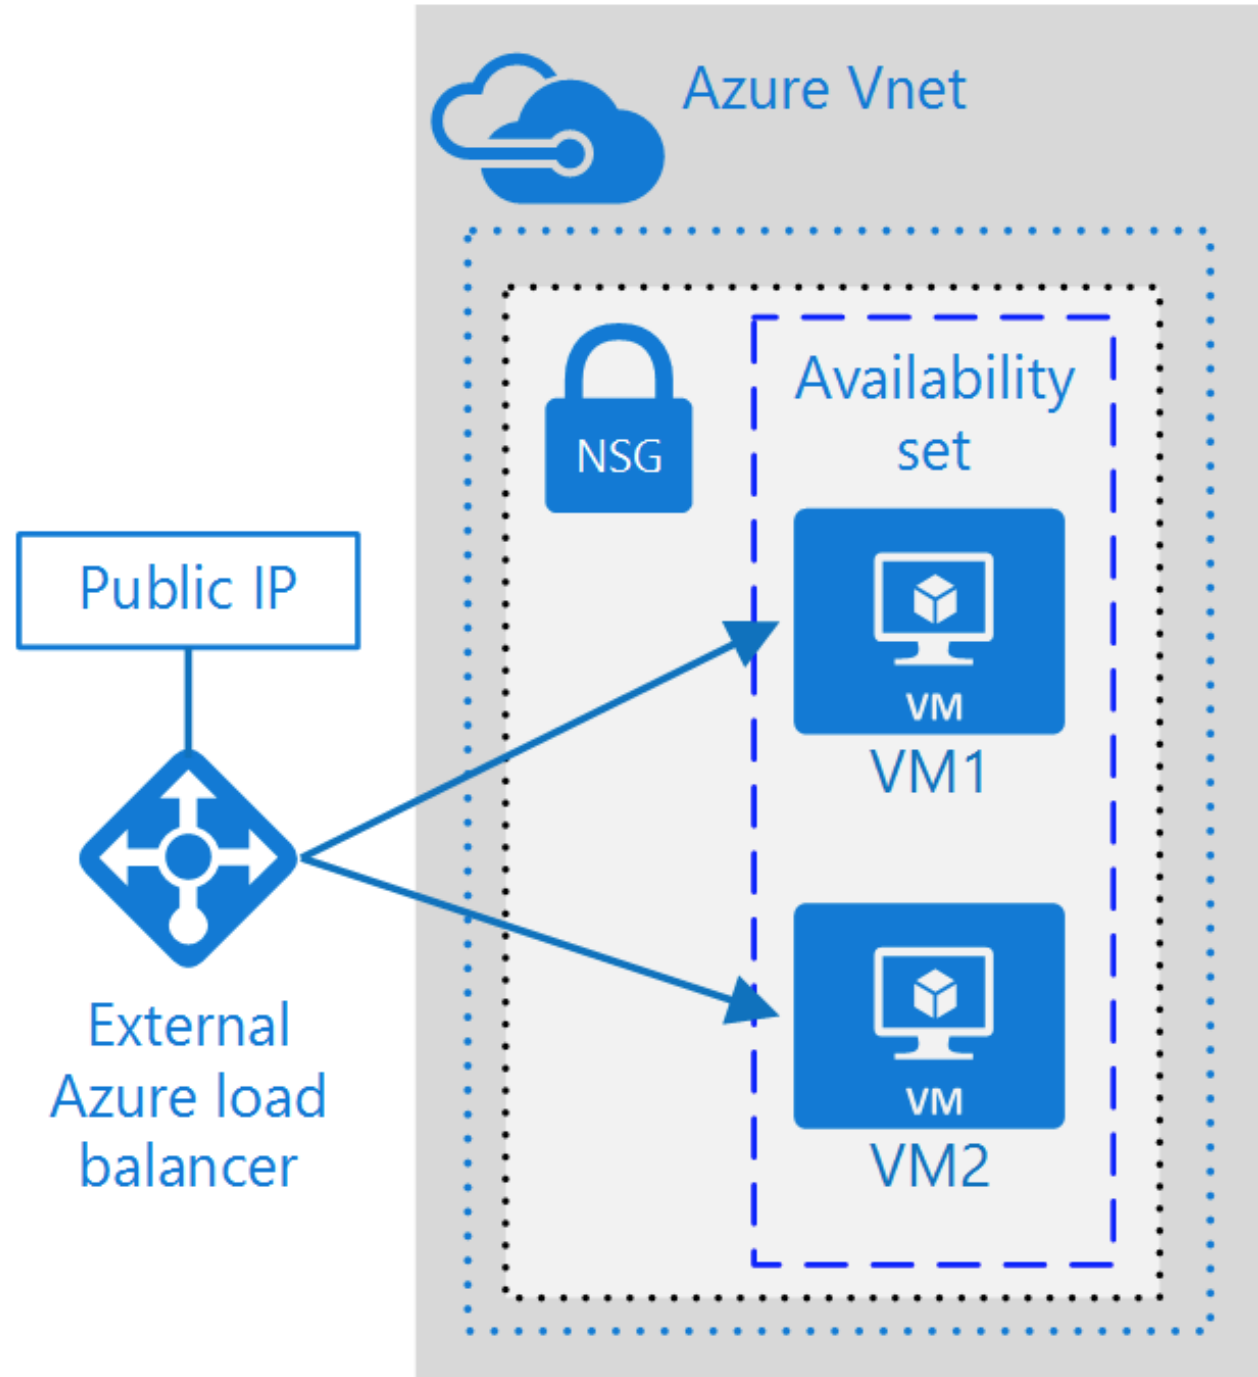 Azure Vnet
Availability
set
NSG
Public IP
VM
VM1
External
Azure load
balancer
VM
VM2